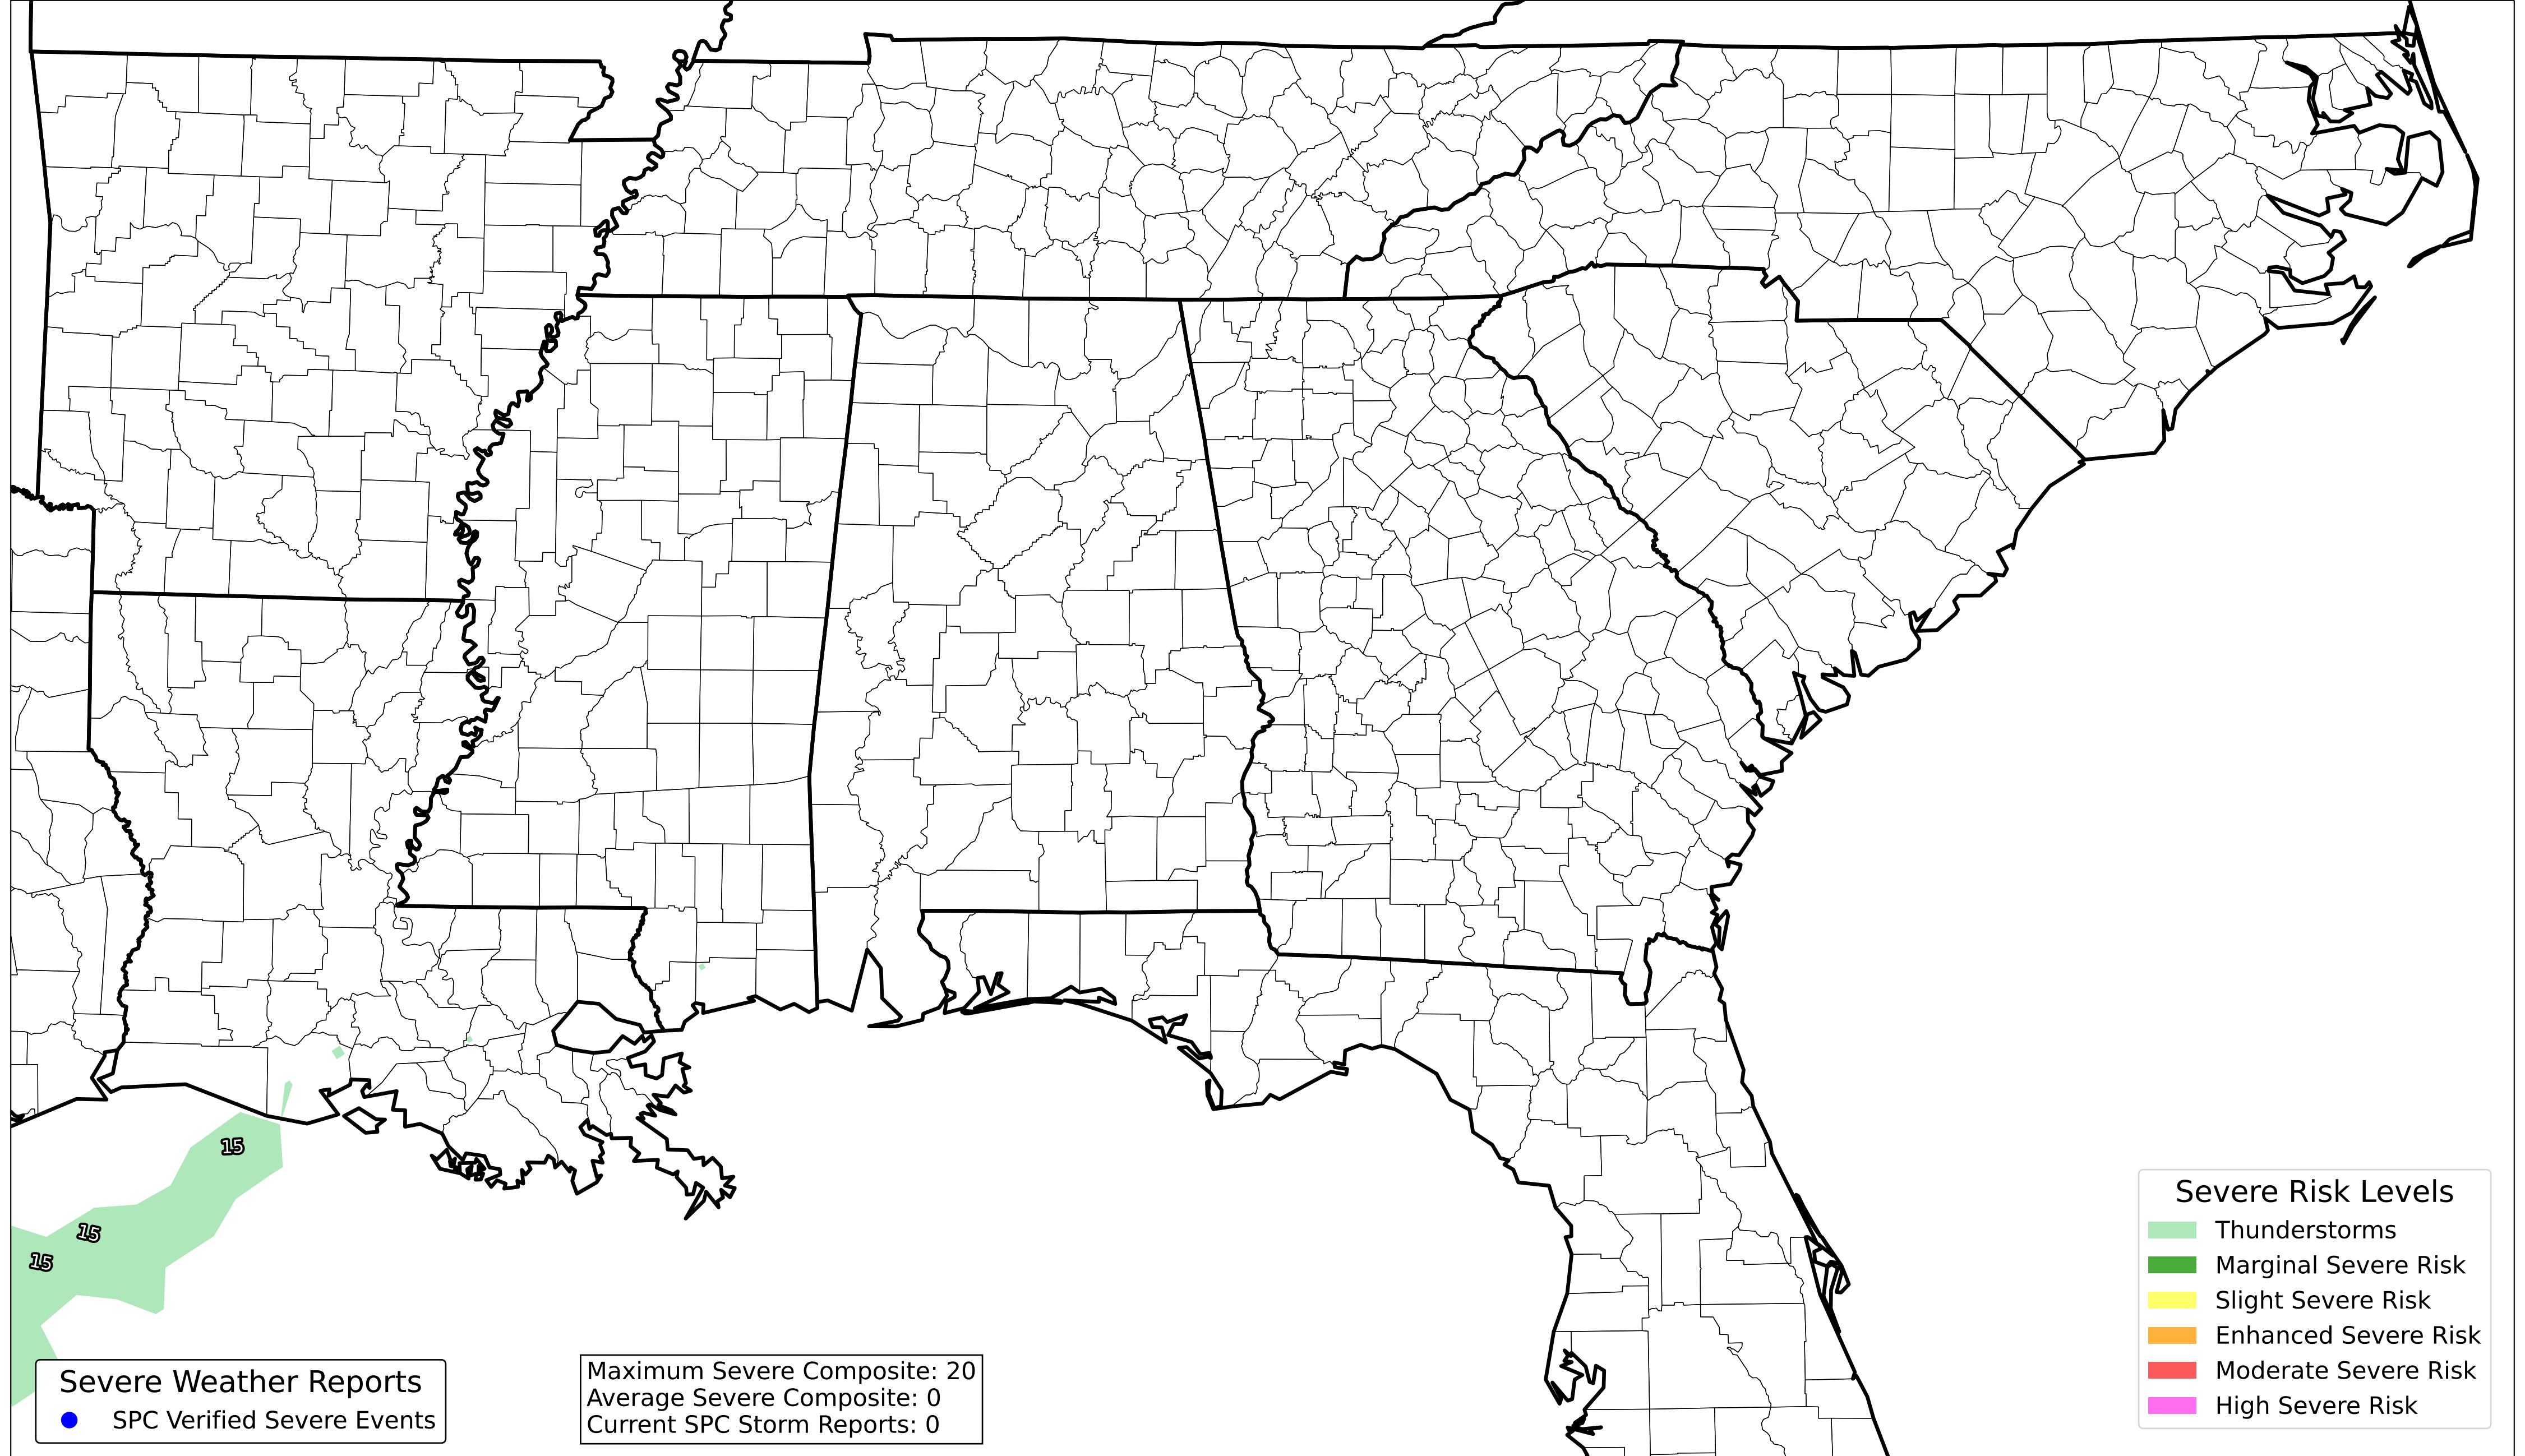 15
15
15
Severe Weather Reports
SPC Verified Severe Events
Maximum Severe Composite: 20
Average Severe Composite: 0
Current SPC Storm Reports: 0
Severe Risk Levels
Thunderstorms
Marginal Severe Risk
Slight Severe Risk
Enhanced Severe Risk
Moderate Severe Risk
High Severe Risk